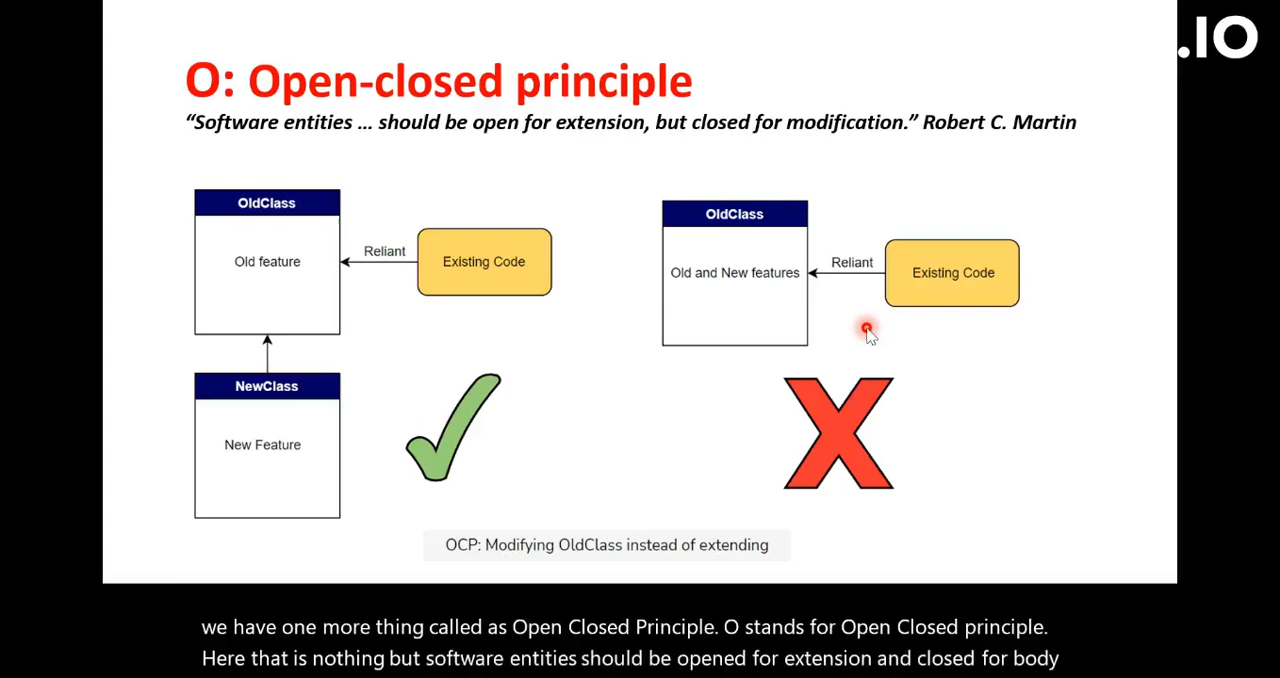 .IO
O: Open-closed principle
“Software entities ... should be open for extension, but closed for modification.” Robert C. Martin
OldClass
Old feature
Reliant
Existing Code
NewClass
New Feature
OldClass
Old and New features
Reliant
Existing Code
OCP: Modifying OldClass instead of extending
we have one more thing called as Open Closed Principle. O stands for Open Closed principle.
Here that is nothing but software entities should be opened for extension and closed for body